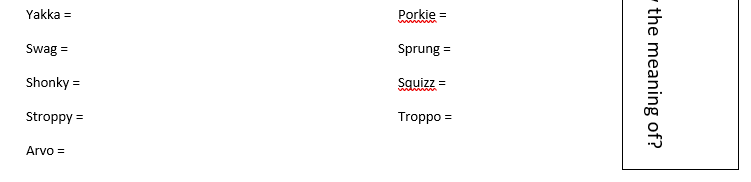 Yakka =
Swag =
Shonky =
Stroppy =
Arvo =
Porkie =
Sprung =
Squizz =
Troppo =
the meaning of?